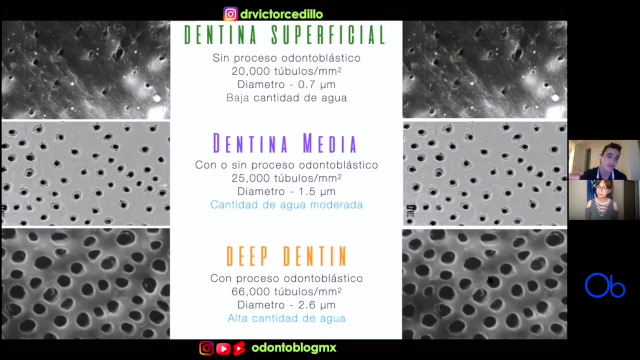 drvictorcedillo
DENTINA SUPERFICIAL
Sin proceso odontoblástico
20,000 túbulos/mm²
Diametro - 0.7 µm
Baja cantidad de agua
DENTINA MEDIA
Con o sin proceso odontoblástico
25,000 túbulos/mm²
Diametro - 1.5 µm
Cantidad de agua moderada
DEEP DENTIN
Con proceso odontoblástico
66,000 túbulos/mm²
Diametro - 2.6 µm
Alta cantidad de agua
Ob
odontoblogmx